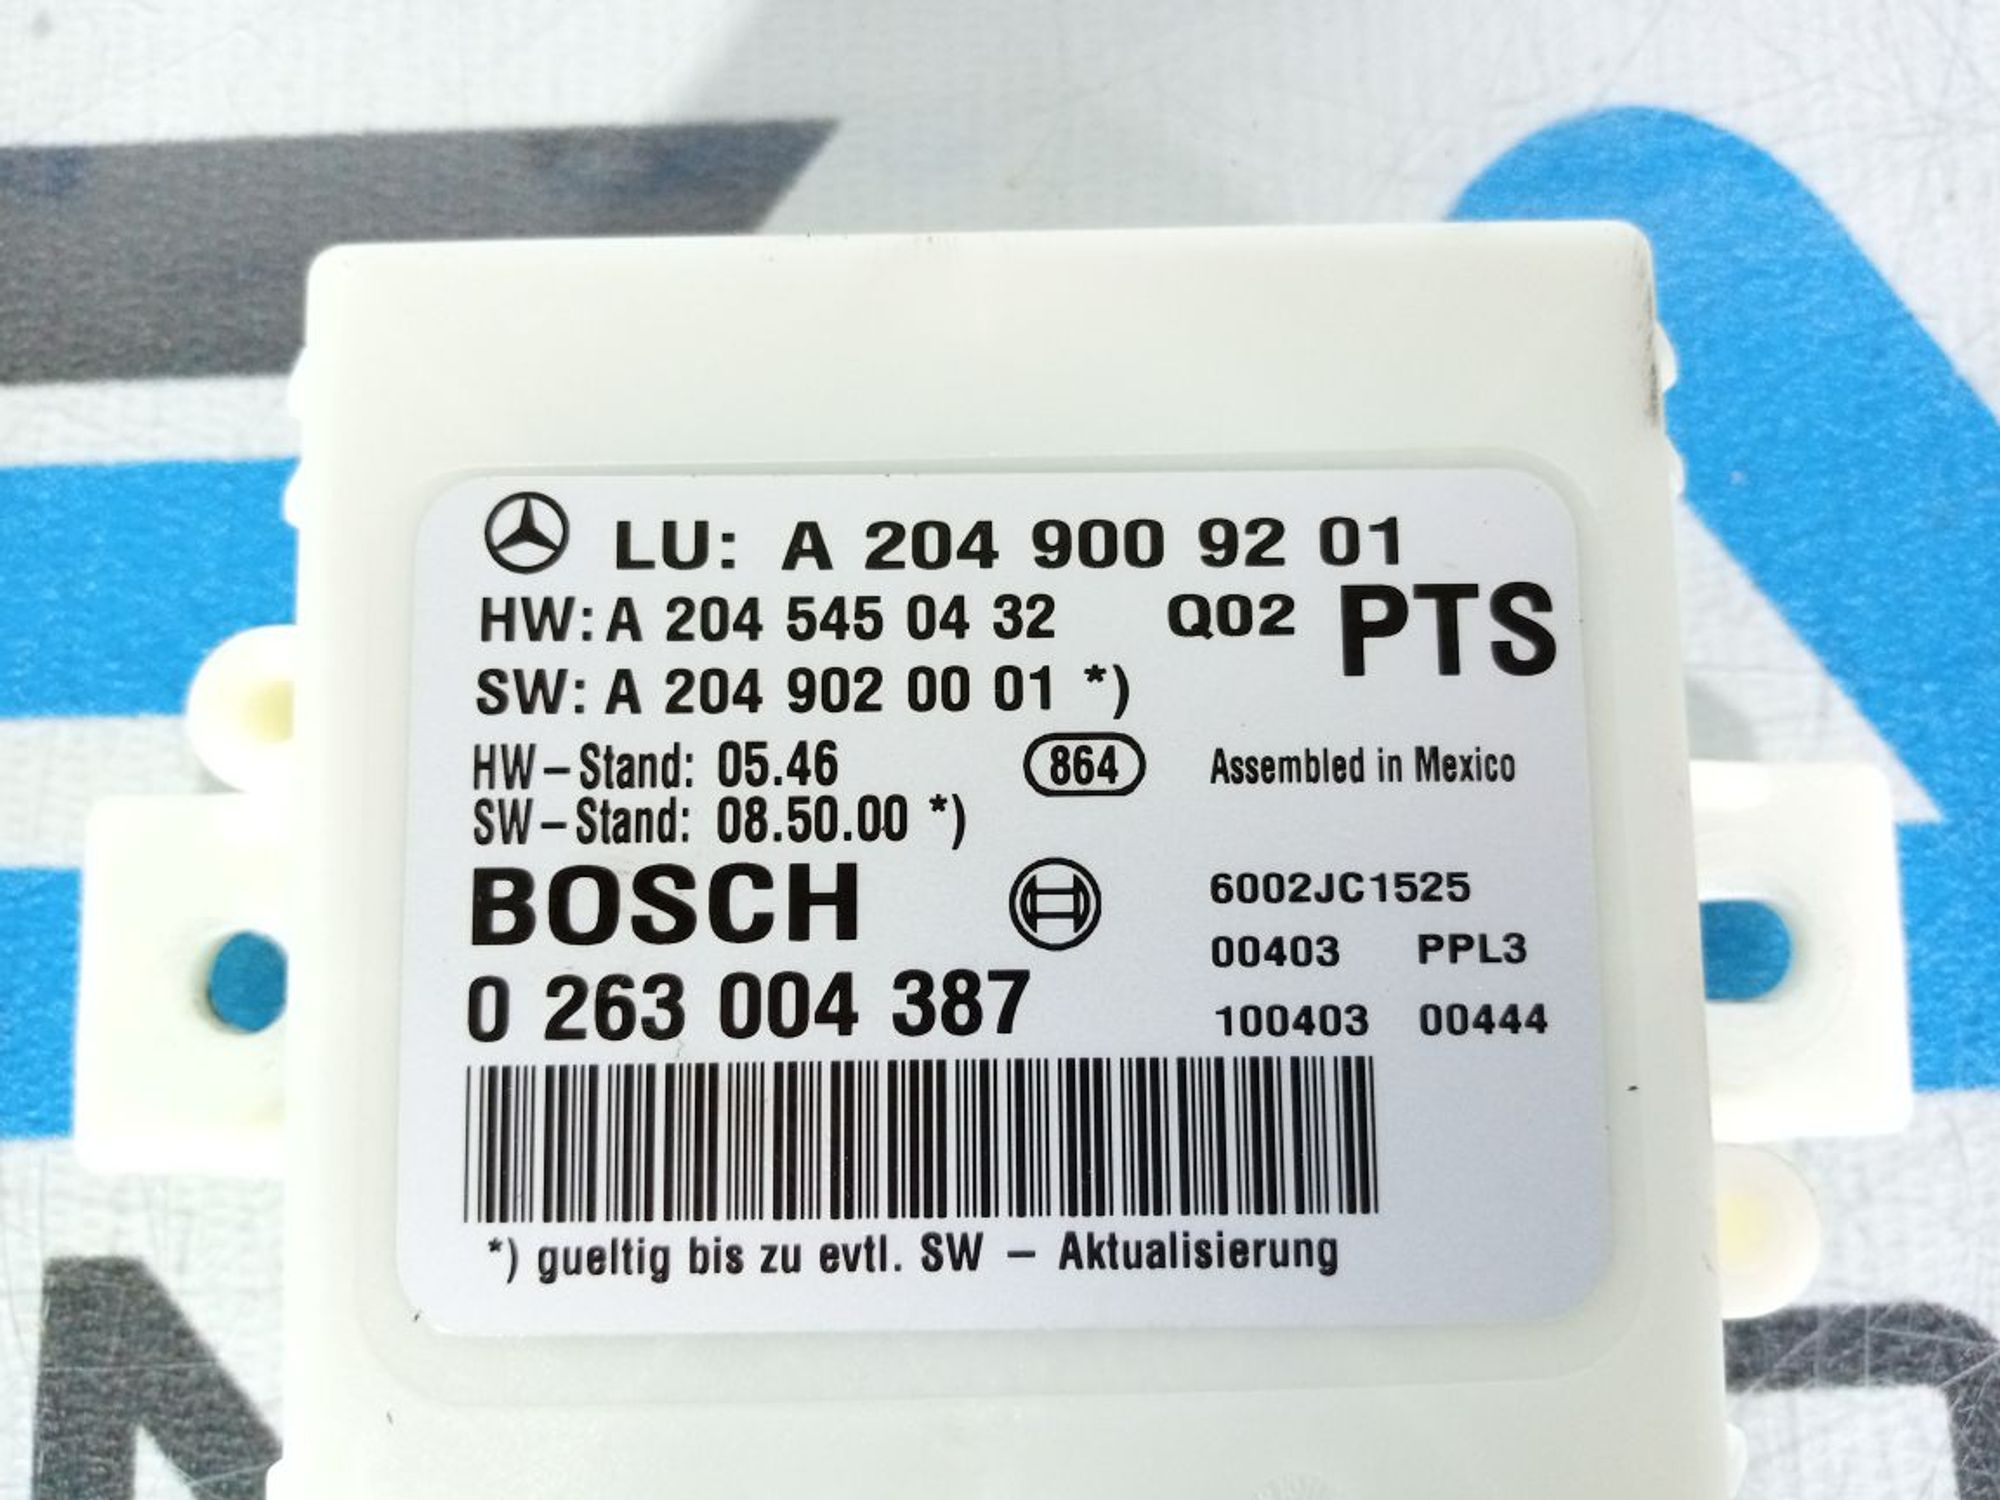 LU: A 204 900 92 01
HW: A 204 545 04 32 Q02 PTS
SW: A 204 902 00 01 *)
HW – Stand: 05.46 864 Assembled in Mexico
SW – Stand: 08.50.00 *)
BOSCH 6002JC1525
00403 PPL3
0 263 004 387 100403 00444
*) gueltig bis zu evtl. SW – Aktualisierung